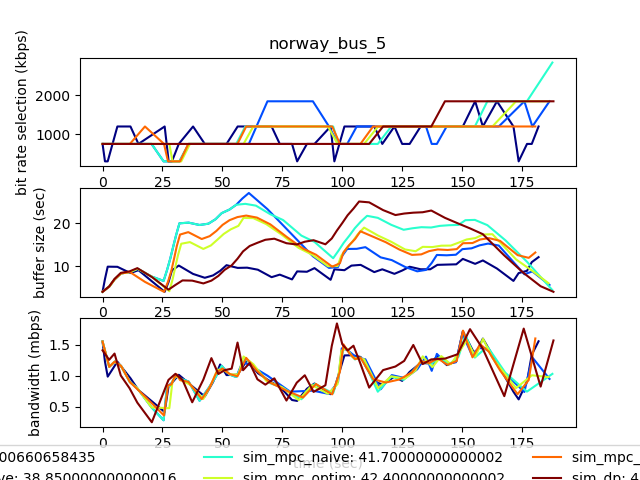 norway_bus_5
bit rate selection (kbps)
2000
1000
0 25 50 75 100 125 150 175
buffer size (sec)
20
10
0 25 50 75 100 125 150 175
bandwidth (mbps)
1.5
1.0
0.5
0 25 50 75 100 125 150 175
time (sec)
00660658435 sim_mpc_naive: 41.70000000000002 sim_mpc_
ve: 38.850000000000016 sim_mpc_optim: 42.40000000000002 sim_dp: 4